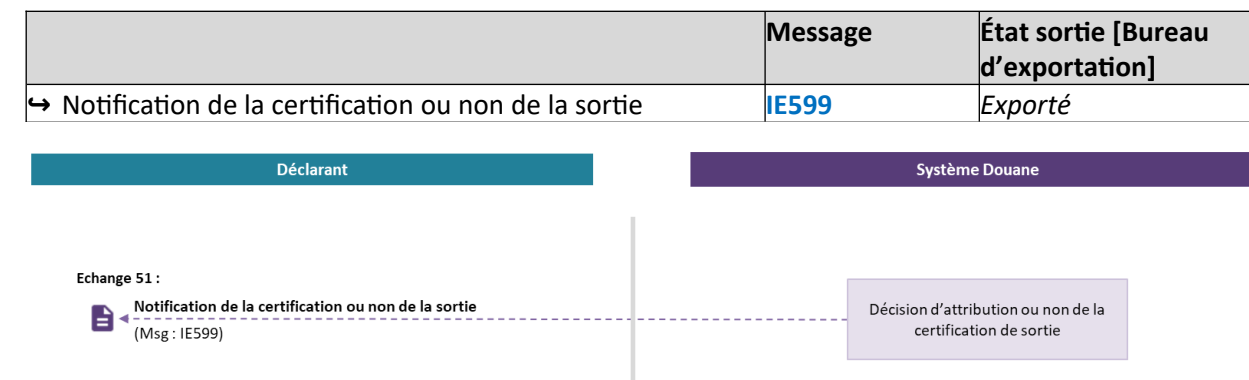 Message
État sortie [Bureau
d’exportation]
↪ Notification de la certification ou non de la sortie
IE599
Exporté
Déclarant
Système Douane
Echange 51 :
Notification de la certification ou non de la sortie
(Msg : IE599)
Décision d’attribution ou non de la
certification de sortie